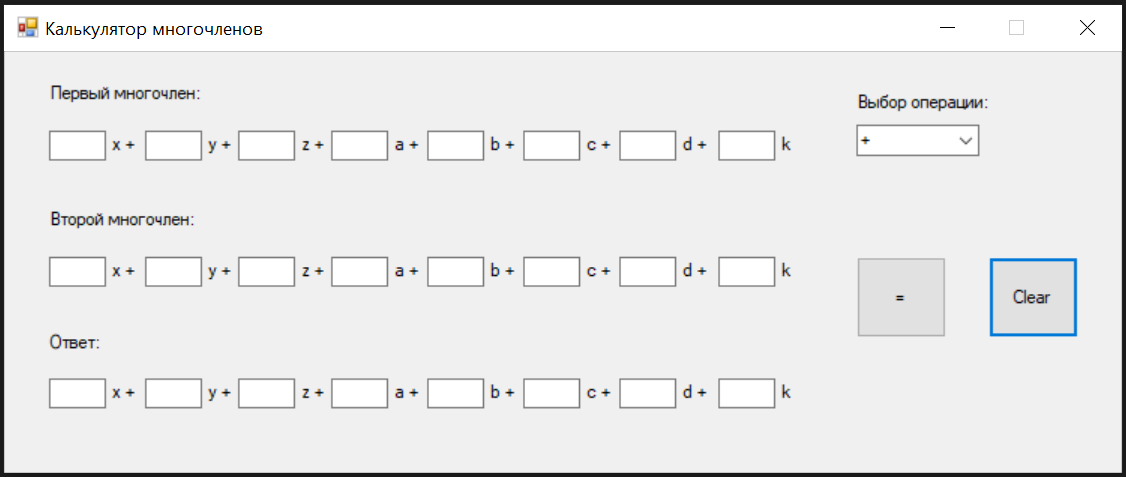 Калькулятор многочленов
Первый многочлен:
Выбор операции:
x + y + z + a + b + c + d + k
+
Второй многочлен:
x + y + z + a + b + c + d + k
= Clear
Ответ:
x + y + z + a + b + c + d + k